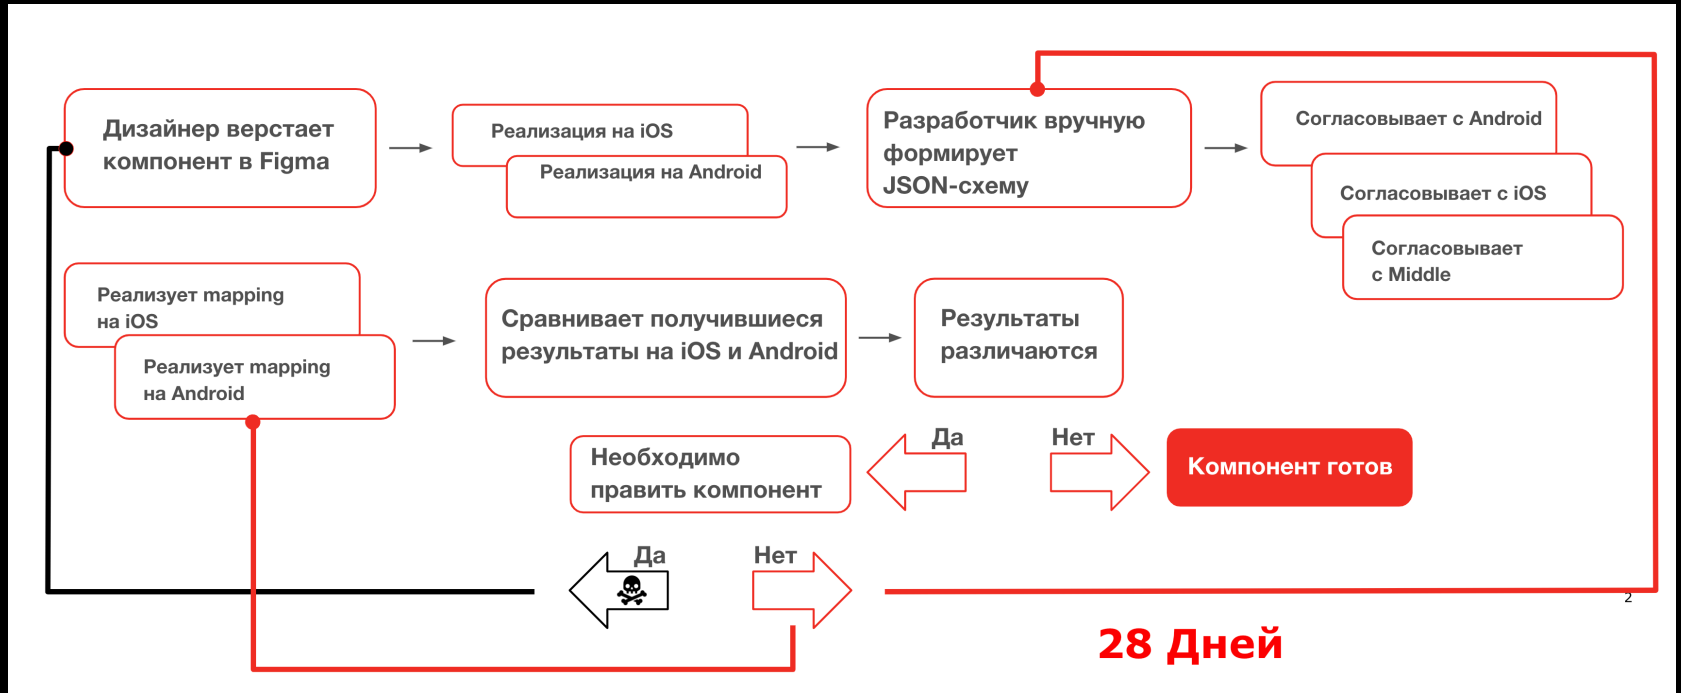 Дизайнер верстает
компонент в Figma
Реализация на iOS
Реализация на Android
Разработчик вручную
формирует
JSON-схему
Согласовывает с Android
Согласовывает с iOS
Согласовывает
с Middle
Реализует mapping
на iOS
Реализует mapping
на Android
Сравнивает получившиеся
результаты на iOS и Android
Результаты
различаются
Да
Нет
Необходимо
править компонент
Компонент готов
Да
Нет
2
28 Дней